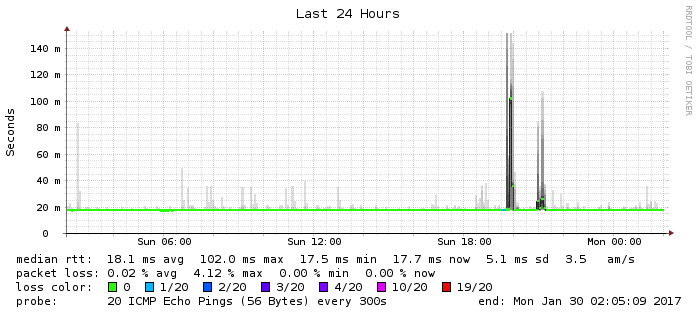 Last 24 Hours
RRDTOOL / TOBI OETIKER
Seconds
140 m
120 m
100 m
80 m
60 m
40 m
20 m
0
Sun 06:00 Sun 12:00 Sun 18:00 Mon 00:00
median rtt: 18.1 ms avg 102.0 ms max 17.5 ms min 17.7 ms now 5.1 ms sd 3.5 am/s
packet loss: 0.02 % avg 4.12 % max 0.00 % min 0.00 % now
loss color: 0 1/20 2/20 3/20 4/20 10/20 19/20
probe: 20 ICMP Echo Pings (56 Bytes) every 300s end: Mon Jan 30 02:05:09 2017